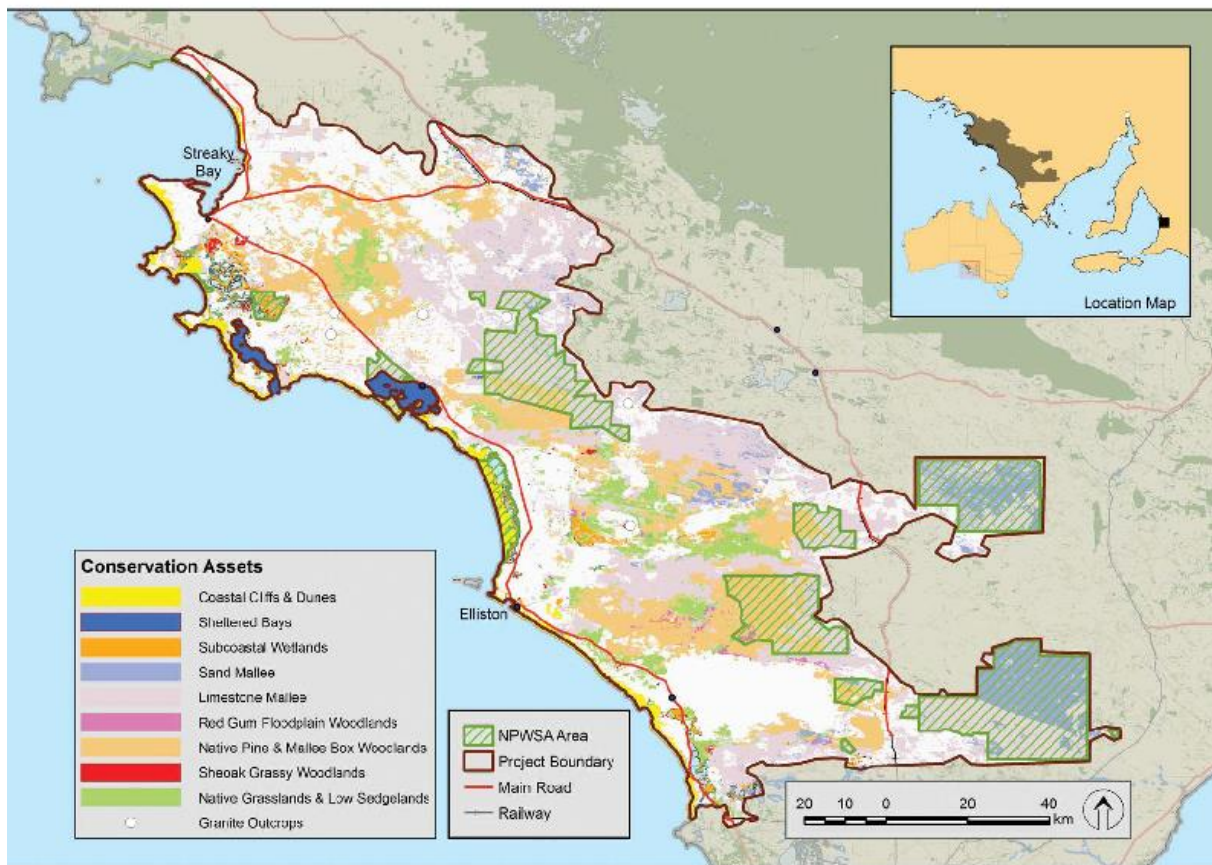 Streaky
Bay
Elliston
Location Map
Conservation Assets
Coastal Cliffs & Dunes
Sheltered Bays
Subcoastal Wetlands
Sand Mallee
Limestone Mallee
Red Gum Floodplain Woodlands
Native Pine & Mallee Box Woodlands
Sheoak Grassy Woodlands
Native Grasslands & Low Sedgelands
Granite Outcrops
NPWSA Area
Project Boundary
Main Road
Railway
20 10 0 20 40
km